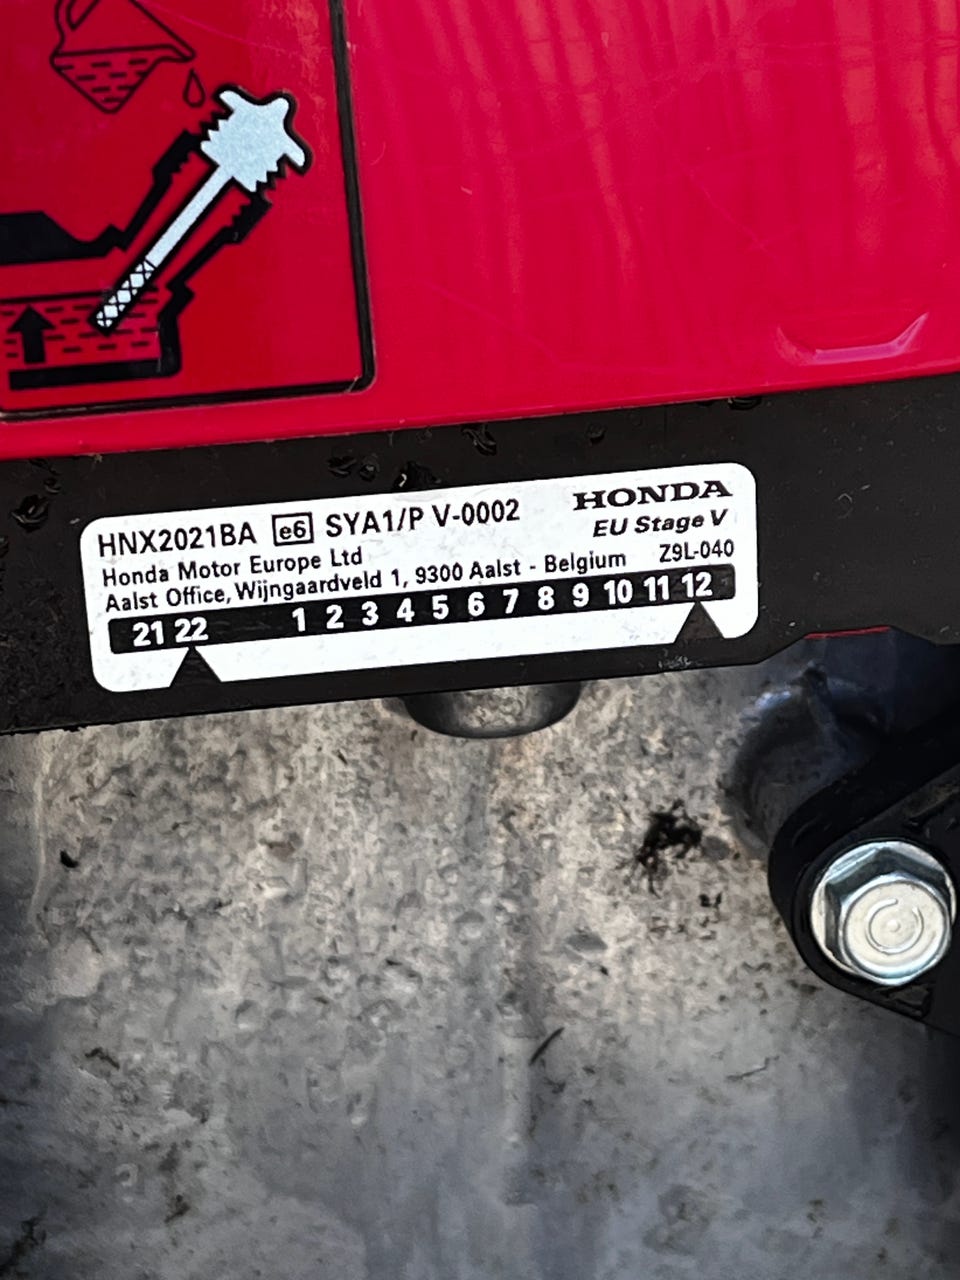 HNX2021BA e6 SYA1/P V-0002 HONDA
EU Stage V
Honda Motor Europe Ltd
Aalst Office, Wijngaardveld 1, 9300 Aalst - Belgium Z9L-040
21 22 1 2 3 4 5 6 7 8 9 10 11 12